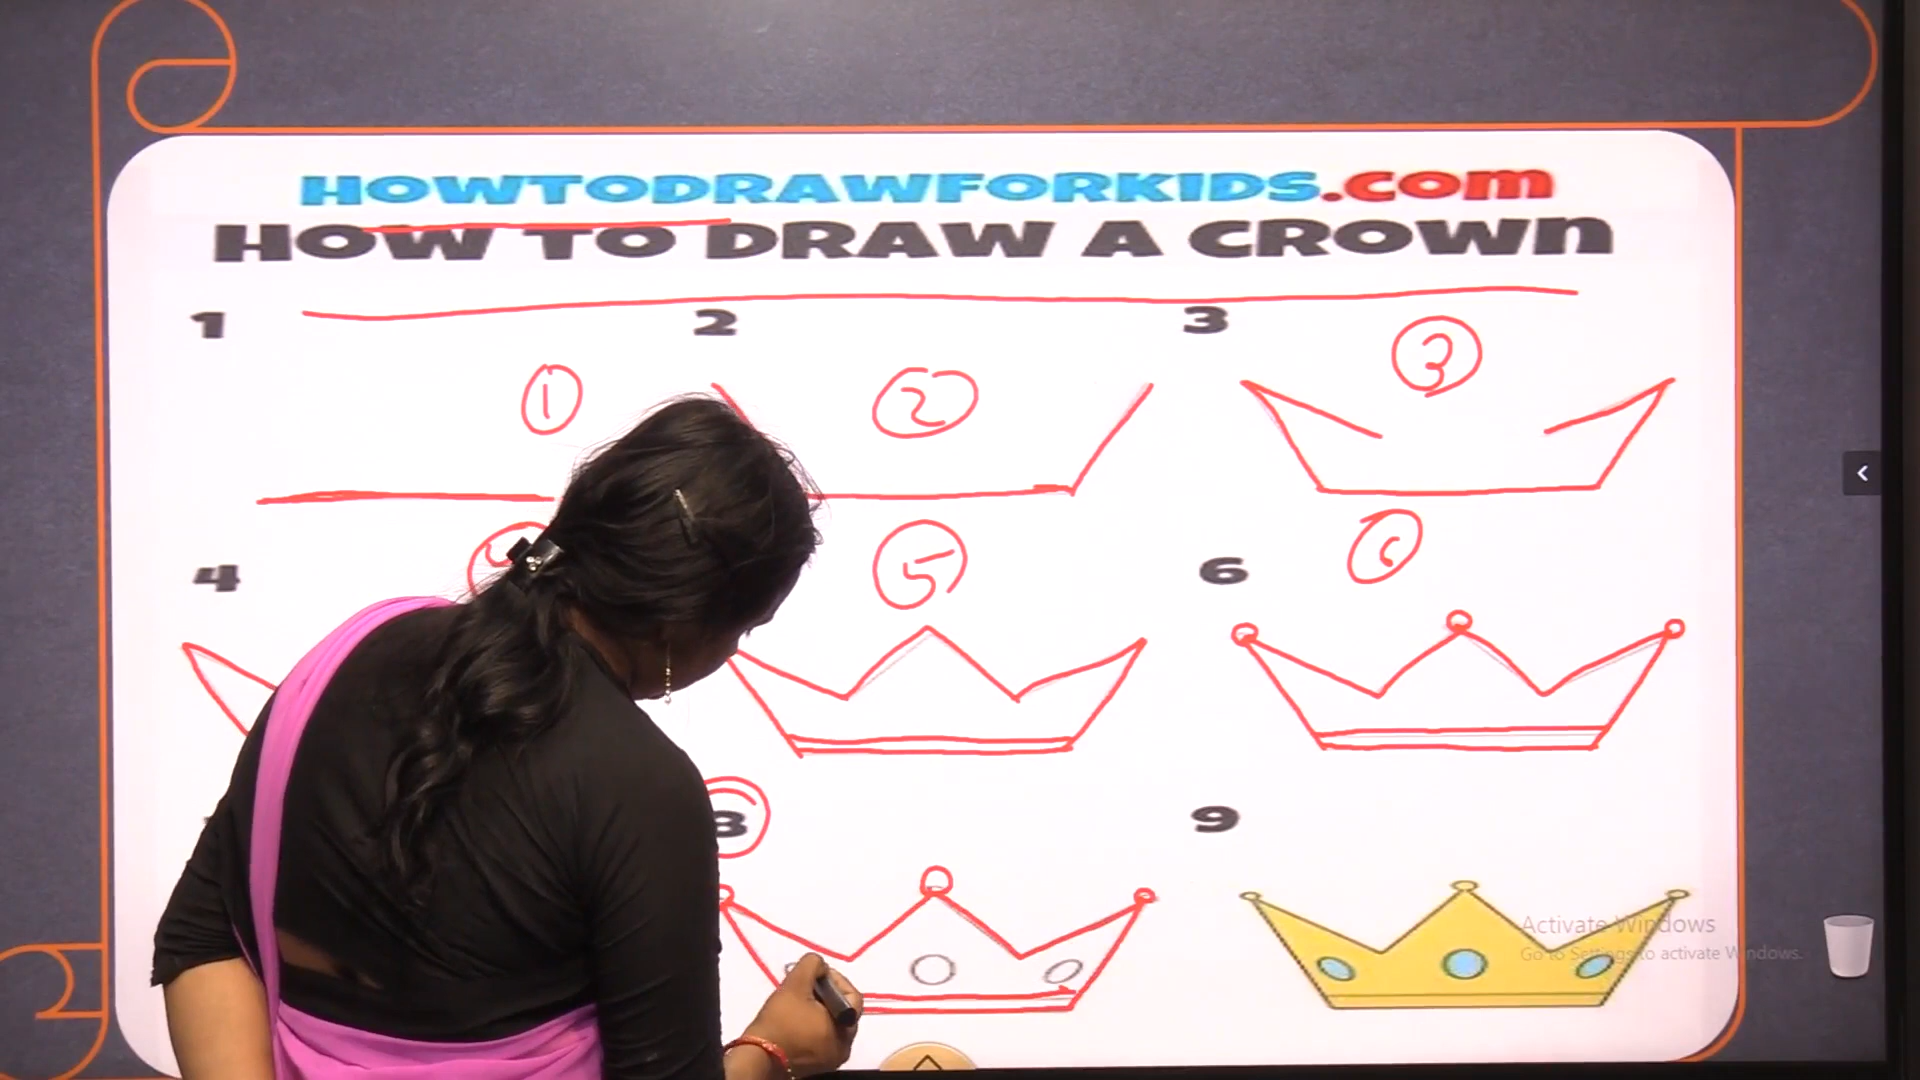 HOWTODRAWFORKIDS.COM
HOW TO DRAW A CROWN
1 2 3
1 2 3
4 6
5 6
8 9
Activate Windows
Go to Settings to activate Windows.